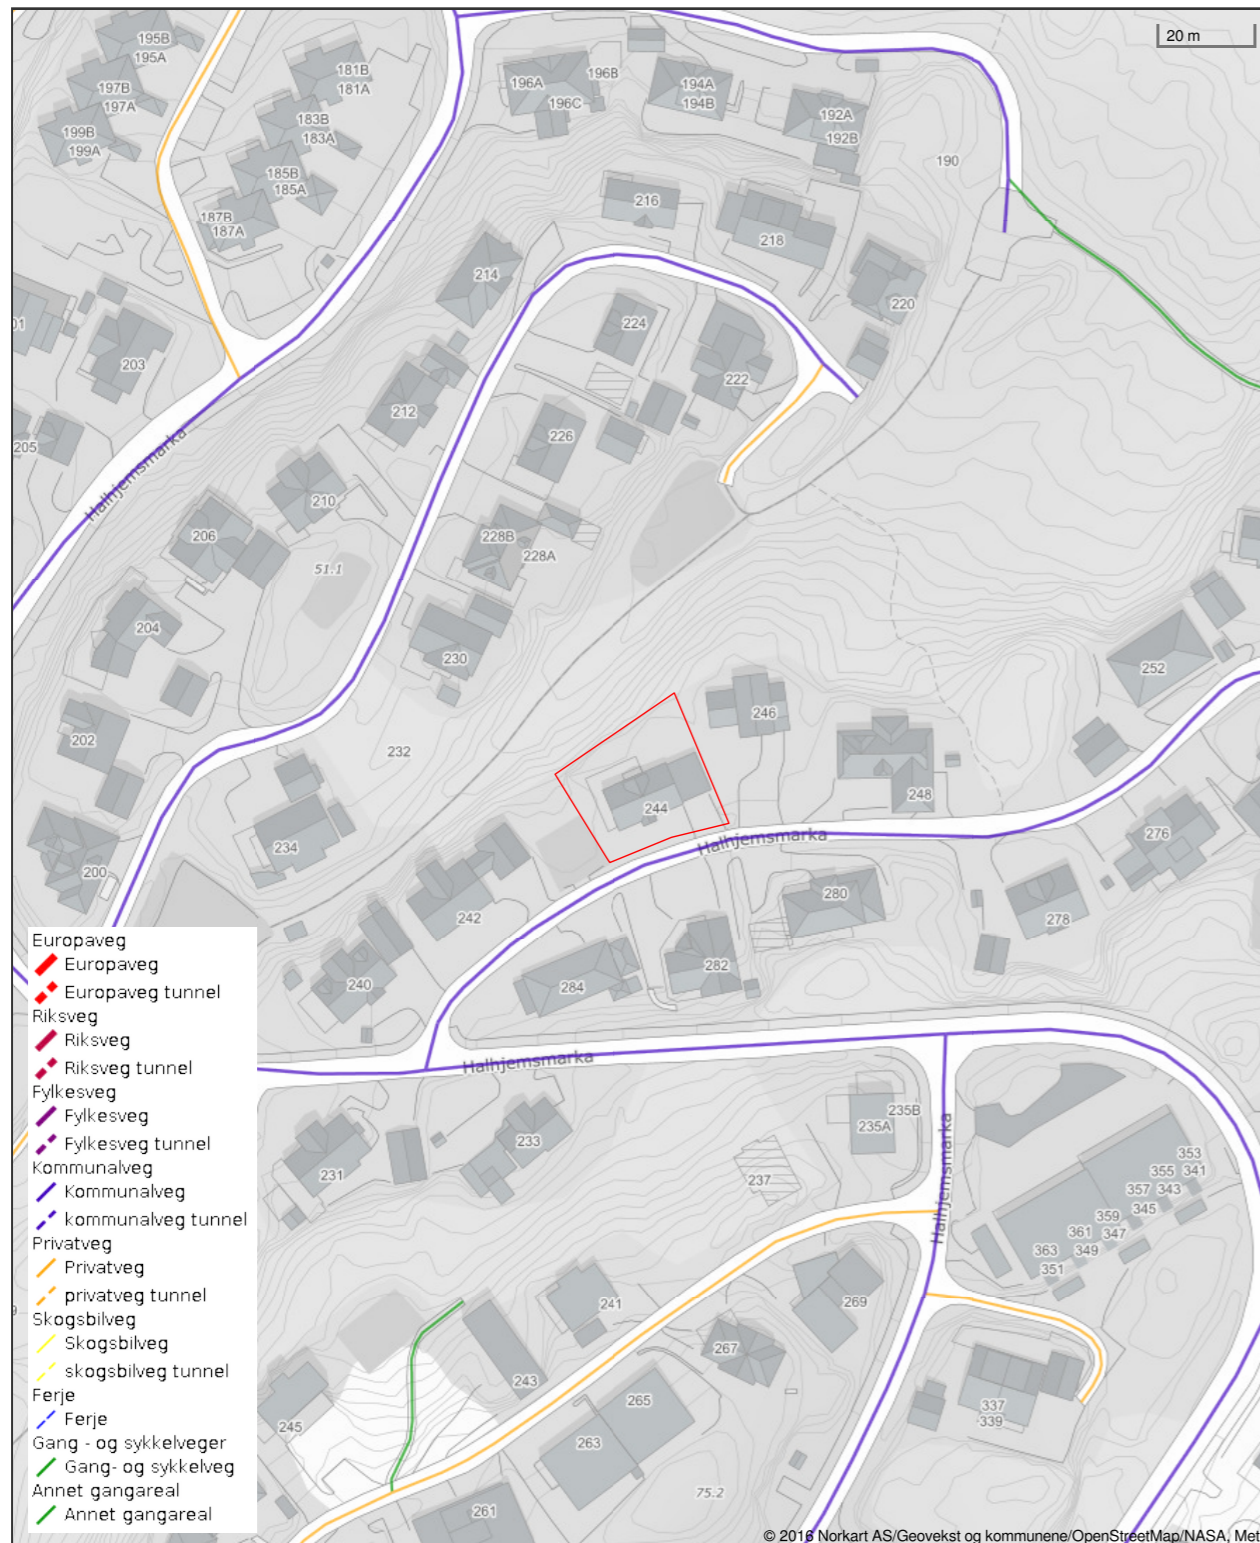 20 m
195B
195A
181B
181A
196A
196B
196C
194A
194B
197B
197A
192A
192B
183B
183A
199B
199A
190
185B
185A
216
187B
187A
218
214
220
01
224
203
222
212
226
205
Halhjemsmarka
210
206
228B
228A
51.1
204
230
252
246
202
232
244
248
Halhjemsmarka
276
234
200
280
242
278
282
240
284
Europaveg
Europaveg
Europaveg tunnel
Riksveg
Riksveg
Riksveg tunnel
Fylkesveg
Fylkesveg
Fylkesveg tunnel
Kommunalveg
Kommunalveg
kommunalveg tunnel
Privatveg
Privatveg
privatveg tunnel
Skogsbilveg
Skogsbilveg
skogsbilveg tunnel
Ferje
Ferje
Gang - og sykkelveger
Gang- og sykkelveg
Annet gangareal
Annet gangareal
Halhjemsmarka
235B
235A
233
231
237
Halhjemsmarka
353
355 341
357 343
359 345
361 347
363 349
351
9
241
269
267
243
265
245
337
339
263
75.2
261
© 2016 Norkart AS/Geovekst og kommunene/OpenStreetMap/NASA, Met